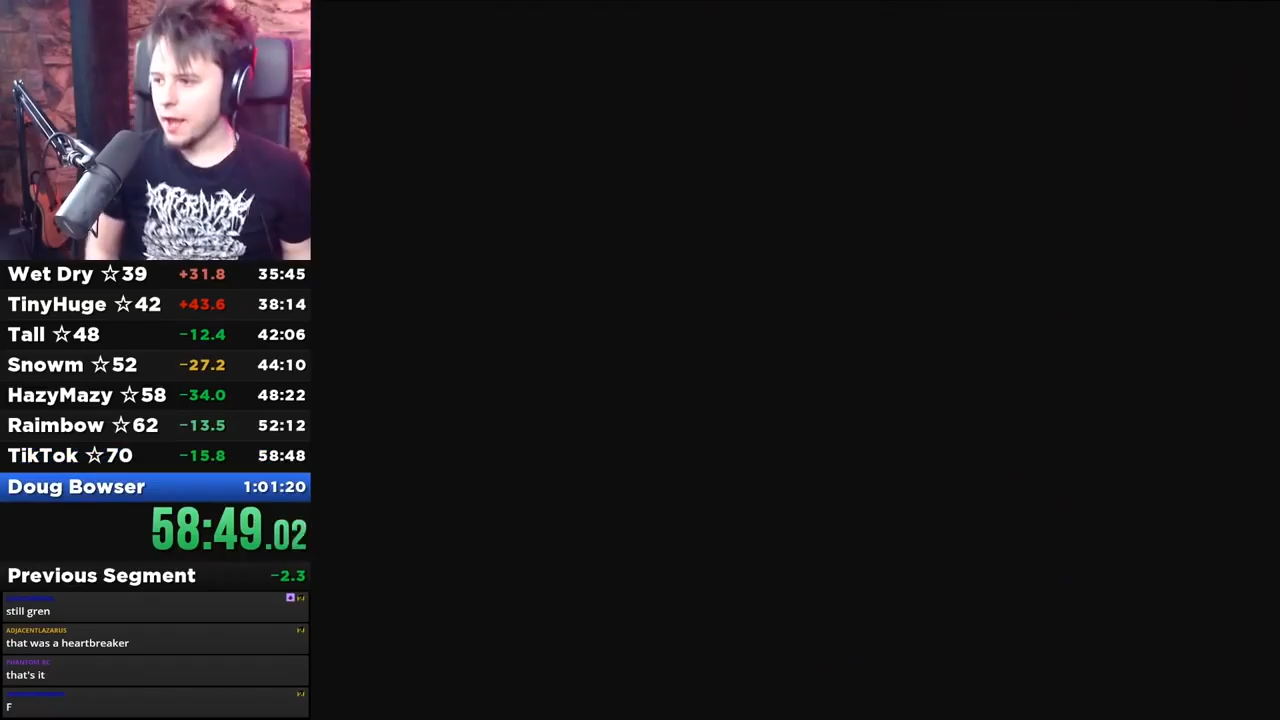 Wet Dry ☆39 +31.8 35:45
TinyHuge ☆42 +43.6 38:14
Tall ☆48 −12.4 42:06
Snowm ☆52 −27.2 44:10
HazyMazy ☆58 −34.0 48:22
Raimbow ☆62 −13.5 52:12
TikTok ☆70 −15.8 58:48
Doug Bowser 1:01:20
58:49.02
Previous Segment −2.3
still gren
ADJACENTLAZARUS
that was a heartbreaker
that's it
F